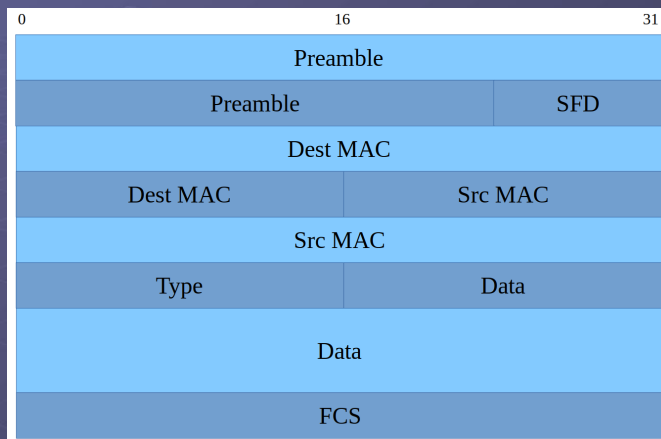 0 16 31
Preamble
Preamble SFD
Dest MAC
Dest MAC Src MAC
Src MAC
Type Data
Data
FCS